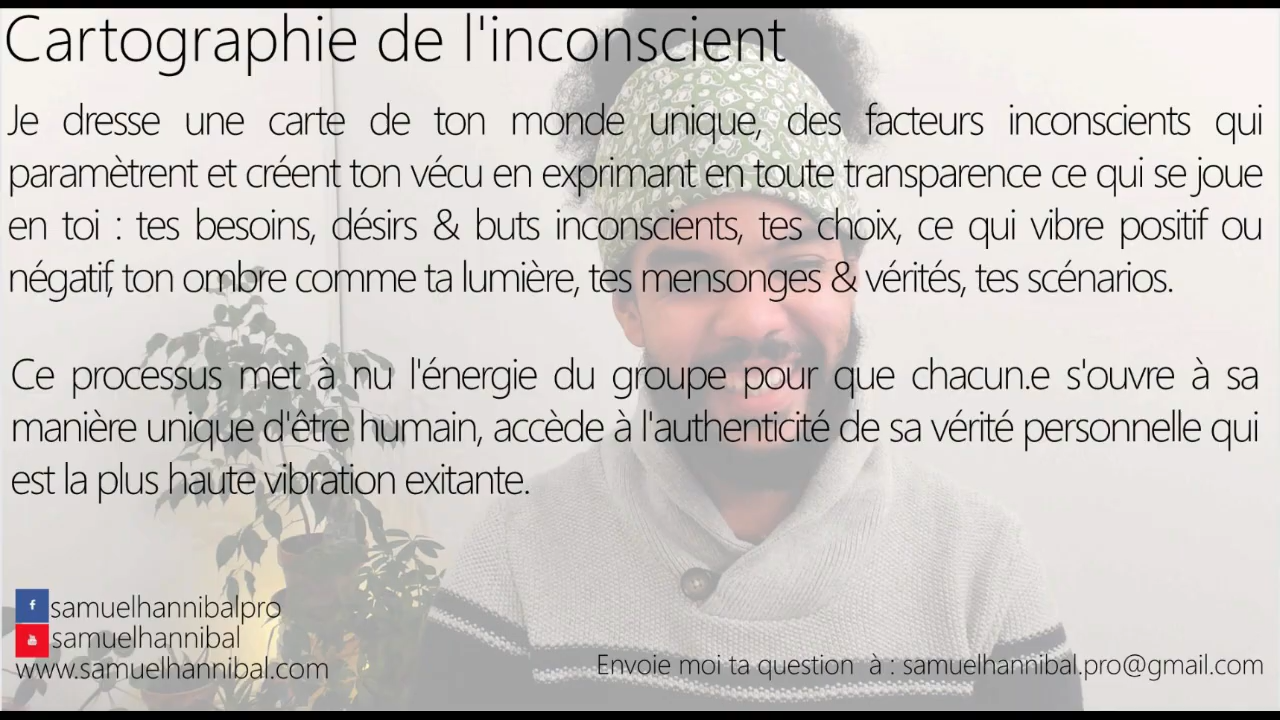 Cartographie de l'inconscient
Je dresse une carte de ton monde unique, des facteurs inconscients qui
paramètrent et créent ton vécu en exprimant en toute transparence ce qui se joue
en toi : tes besoins, désirs & buts inconscients, tes choix, ce qui vibre positif ou
négatif, ton ombre comme ta lumière, tes mensonges & vérités, tes scénarios.
Ce processus met à nu l'énergie du groupe pour que chacun.e s'ouvre à sa
manière unique d'être humain, accède à l'authenticité de sa vérité personnelle qui
est la plus haute vibration exitante.
samuelhannibalpro
samuelhannibal
www.samuelhannibal.com
Envoie moi ta question à : samuelhannibal.pro@gmail.com